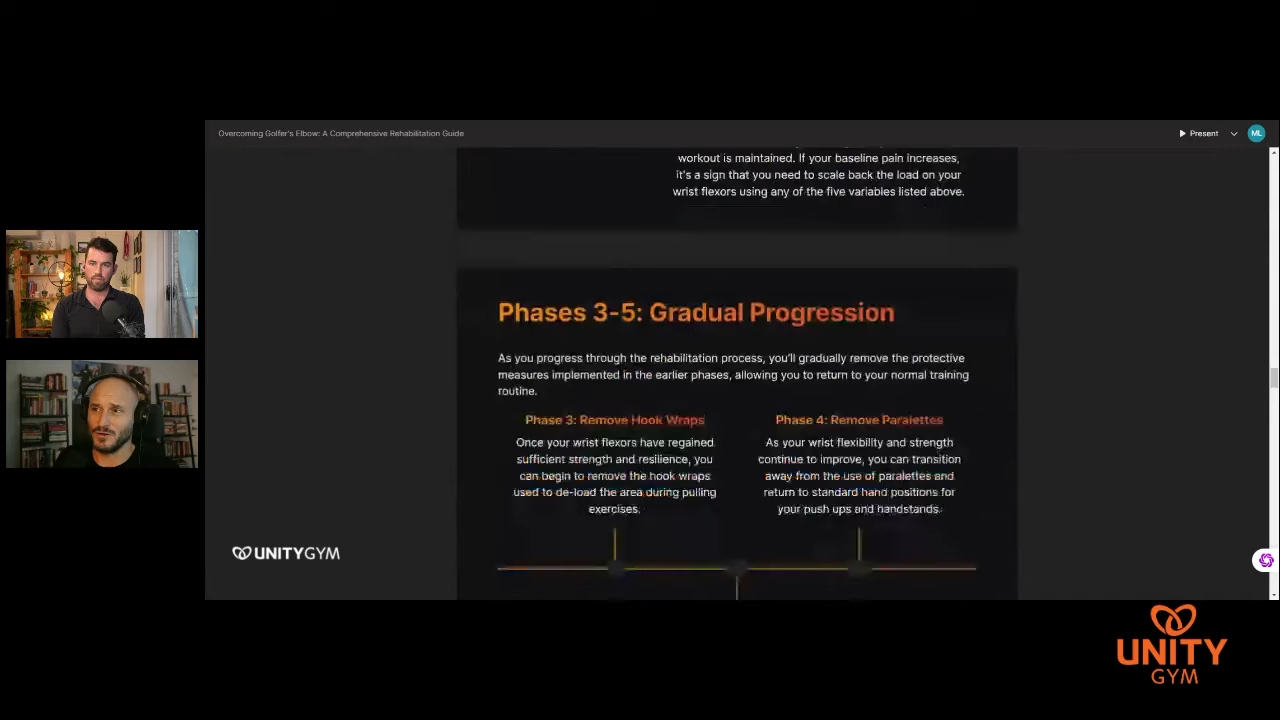 Overcoming Golfer's Elbow: A Comprehensive Rehabilitation Guide
Present
ML
workout is maintained. If your baseline pain increases,
it's a sign that you need to scale back the load on your
wrist flexors using any of the five variables listed above.
Phases 3-5: Gradual Progression
As you progress through the rehabilitation process, you'll gradually remove the protective
measures implemented in the earlier phases, allowing you to return to your normal training
routine.
Phase 3: Remove Hook Wraps
Once your wrist flexors have regained
sufficient strength and resilience, you
can begin to remove the hook wraps
used to de-load the area during pulling
exercises.
Phase 4: Remove Paralettes
As your wrist flexibility and strength
continue to improve, you can transition
away from the use of paralettes and
return to standard hand positions for
your push ups and handstands.
UNITYGYM
UNITY
GYM